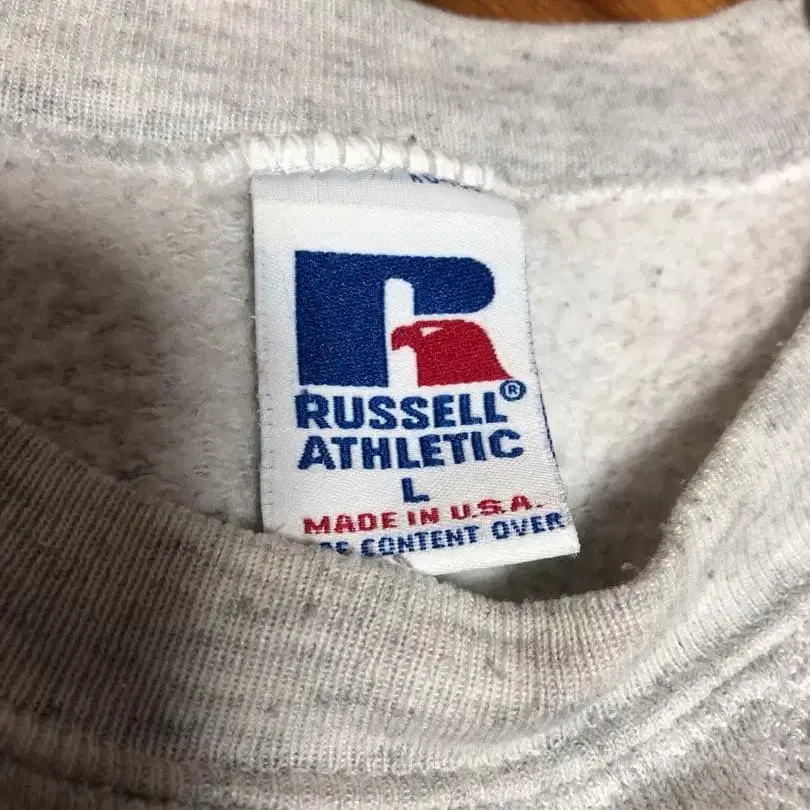 RUSSELL®
ATHLETIC
L
MADE IN U.S.A.
CONTENT OVER